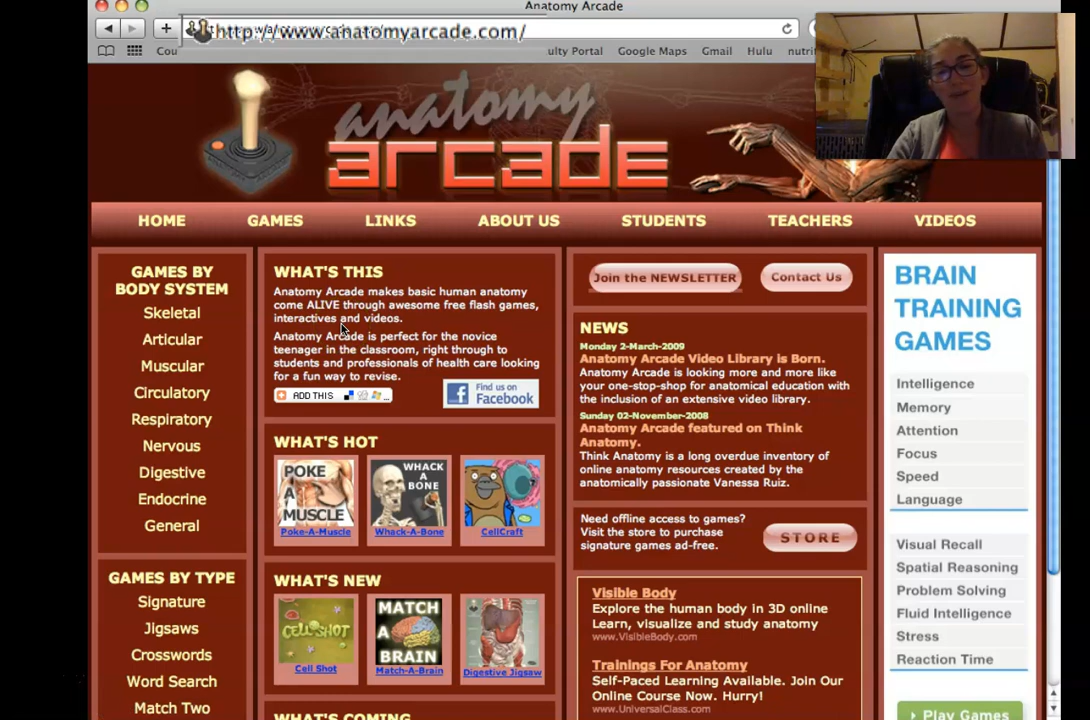 Anatomy Arcade
http://www.anatomyarcade.com/
Cou
ulty Portal Google Maps Gmail Hulu nutri
anatomy
arcade
HOME GAMES LINKS ABOUT US STUDENTS TEACHERS VIDEOS
GAMES BY
BODY SYSTEM
Skeletal
Articular
Muscular
Circulatory
Respiratory
Nervous
Digestive
Endocrine
General
GAMES BY TYPE
Signature
Jigsaws
Crosswords
Word Search
Match Two
WHAT'S THIS
Anatomy Arcade makes basic human anatomy
come ALIVE through awesome free flash games,
interactives and videos.
Anatomy Arcade is perfect for the novice
teenager in the classroom, right through to
students and professionals of health care looking
for a fun way to revise.
ADD THIS
Find us on
Facebook
WHAT'S HOT
POKE
A
MUSCLE
Poke-A-Muscle
WHACK
A
BONE
Whack-A-Bone
CellCraft
WHAT'S NEW
CELL SHOT
Cell Shot
MATCH
A
BRAIN
Match-A-Brain
Digestive Jigsaw
WHAT'S COMING
Join the NEWSLETTER
Contact Us
NEWS
Monday 2-March-2009
Anatomy Arcade Video Library is Born.
Anatomy Arcade is looking more and more like
your one-stop-shop for anatomical education with
the inclusion of an extensive video library.
Sunday 02-November-2008
Anatomy Arcade featured on Think
Anatomy.
Think Anatomy is a long overdue inventory of
online anatomy resources created by the
anatomically passionate Vanessa Ruiz.
Need offline access to games?
Visit the store to purchase
signature games ad-free.
STORE
Visible Body
Explore the human body in 3D online
Learn, visualize and study anatomy
www.VisibleBody.com
Trainings For Anatomy
Self-Paced Learning Available. Join Our
Online Course Now. Hurry!
www.UniversalClass.com
BRAIN
TRAINING
GAMES
Intelligence
Memory
Attention
Focus
Speed
Language
Visual Recall
Spatial Reasoning
Problem Solving
Fluid Intelligence
Stress
Reaction Time
Play Games